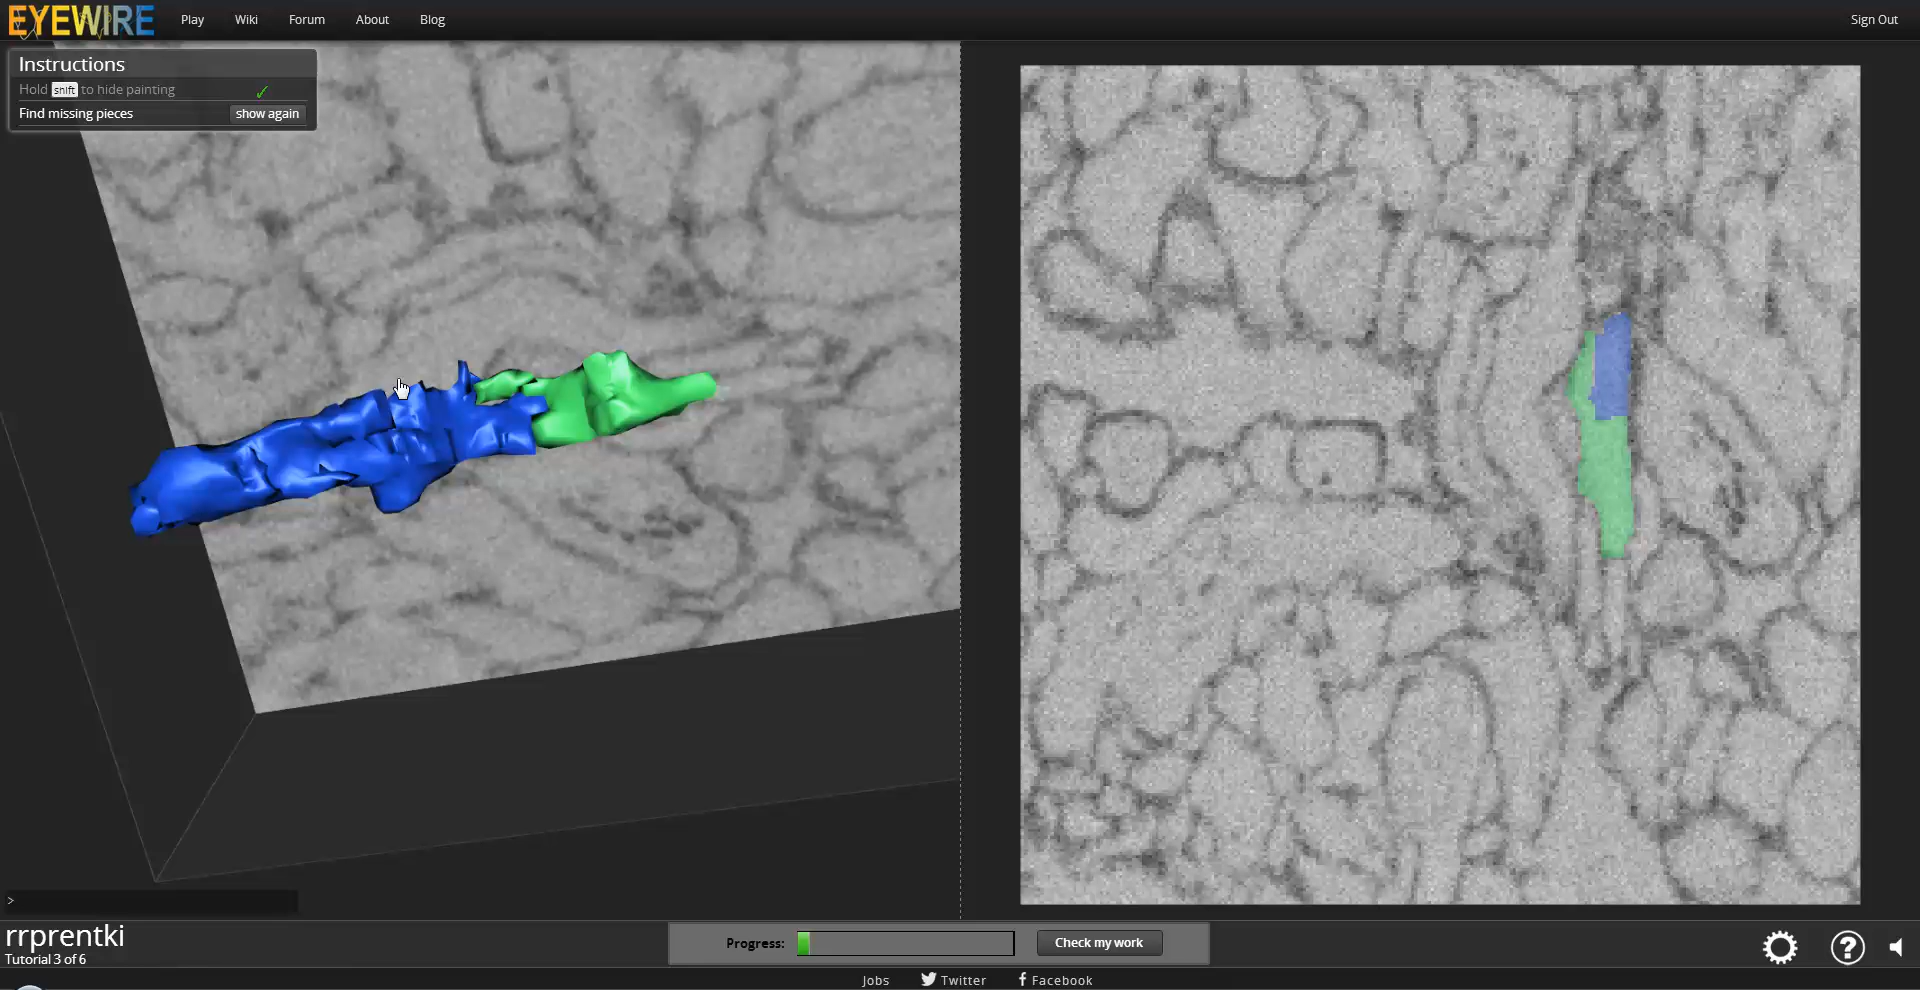 EYEWIRE Play Wiki Forum About Blog Sign Out
Instructions
Hold shift to hide painting ✓
Find missing pieces show again
>
rrprentki
Tutorial 3 of 6
Progress: Check my work
?
Jobs Twitter Facebook